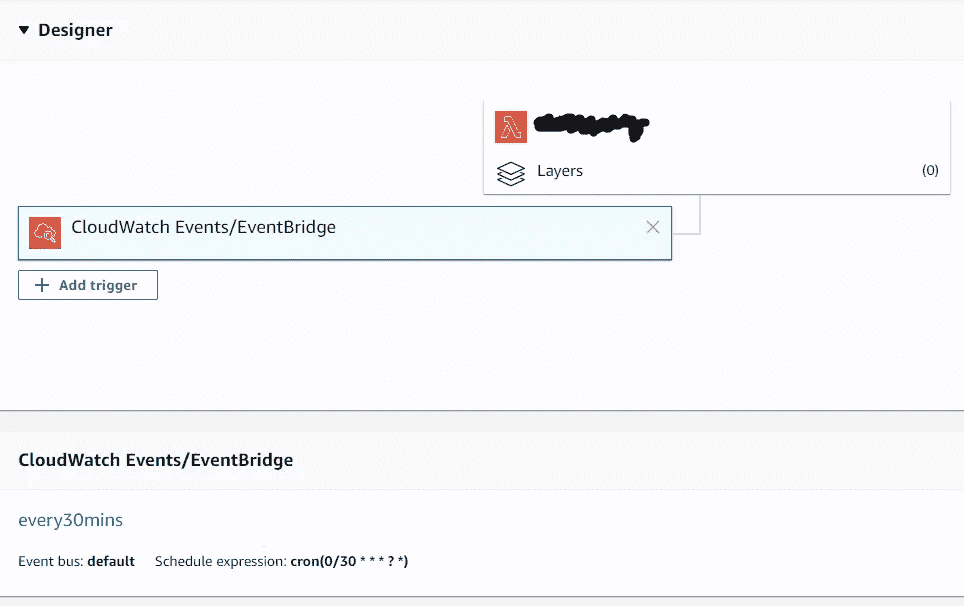 Designer
Layers (0)
CloudWatch Events/EventBridge
Add trigger
CloudWatch Events/EventBridge
every30mins
Event bus: default Schedule expression: cron(0/30 * * * ? *)